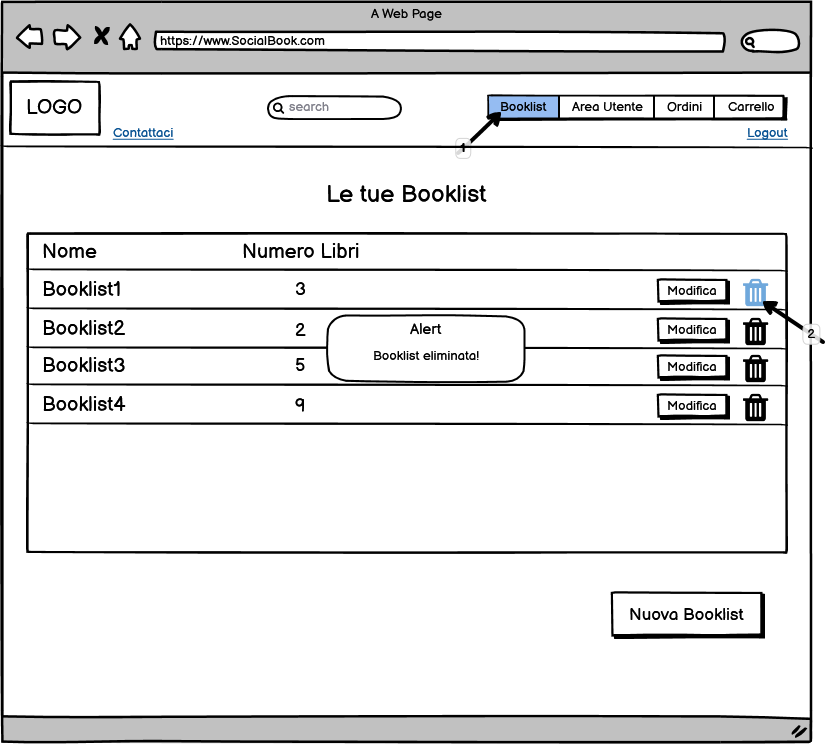 A Web Page
https://www.SocialBook.com
LOGO
search
Booklist Area Utente Ordini Carrello
Contattaci
Logout
1
Le tue Booklist
Nome Numero Libri
Booklist1 3 Modifica
2
Booklist2 2 Modifica
Alert
Booklist eliminata!
Booklist3 5 Modifica
Booklist4 9 Modifica
Nuova Booklist